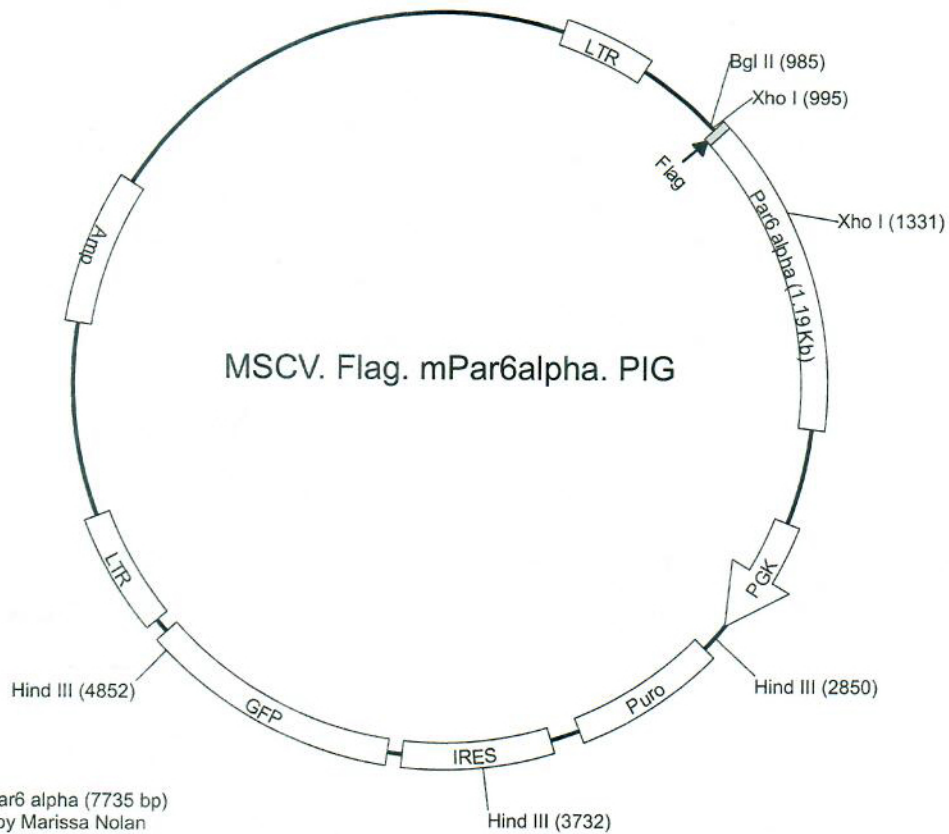 LTR
Bgl II (985)
Xho I (995)
Flag
Par6 alpha (1.19Kb)
Xho I (1331)
Amp
MSCV. Flag. mPar6alpha. PIG
PGK
LTR
Hind III (4852)
Hind III (2850)
GFP
Puro
IRES
ar6 alpha (7735 bp)
by Marissa Nolan
Hind III (3732)